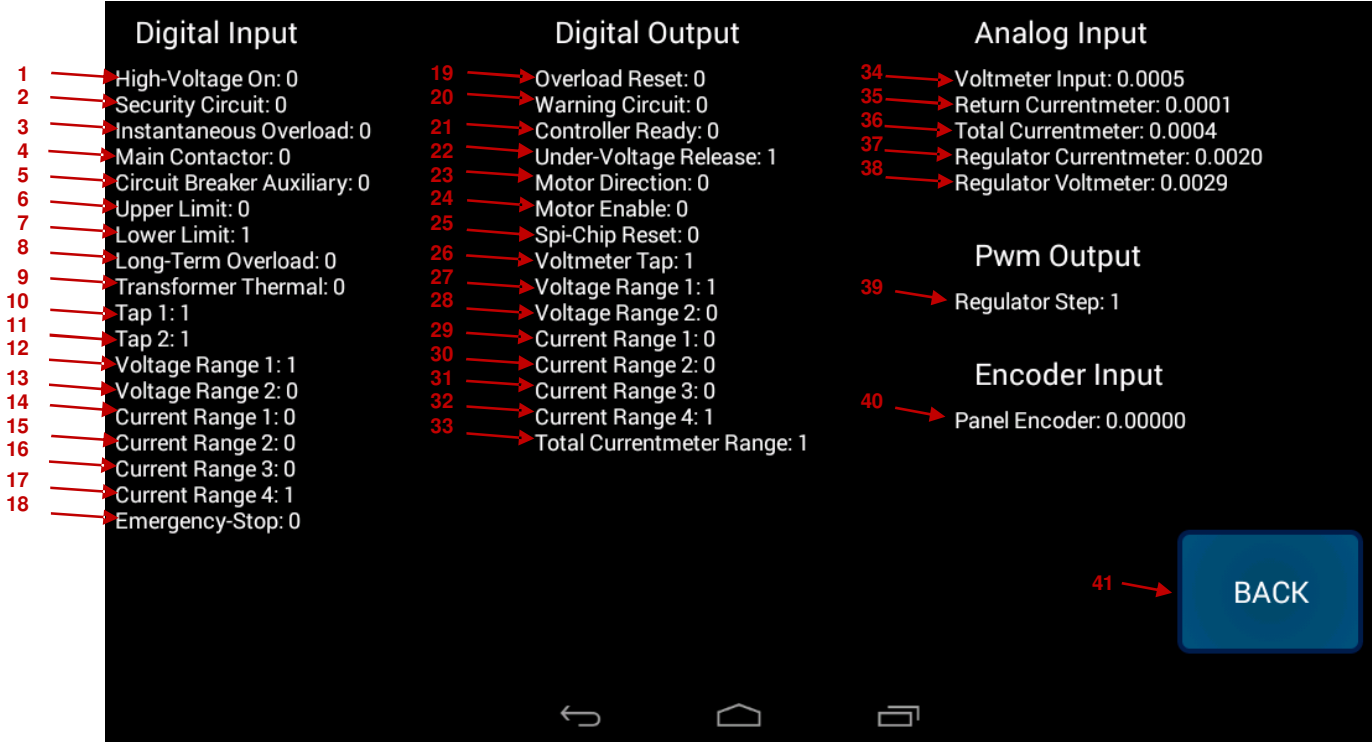 Digital Input
1 High-Voltage On: 0
2 Security Circuit: 0
3 Instantaneous Overload: 0
4 Main Contactor: 0
5 Circuit Breaker Auxiliary: 0
6 Upper Limit: 0
7 Lower Limit: 1
8 Long-Term Overload: 0
9 Transformer Thermal: 0
10 Tap 1: 1
11 Tap 2: 1
12 Voltage Range 1: 1
13 Voltage Range 2: 0
14 Current Range 1: 0
15 Current Range 2: 0
16 Current Range 3: 0
17 Current Range 4: 1
18 Emergency-Stop: 0
Digital Output
19 Overload Reset: 0
20 Warning Circuit: 0
21 Controller Ready: 0
22 Under-Voltage Release: 1
23 Motor Direction: 0
24 Motor Enable: 0
25 Spi-Chip Reset: 0
26 Voltmeter Tap: 1
27 Voltage Range 1: 1
28 Voltage Range 2: 0
29 Current Range 1: 0
30 Current Range 2: 0
31 Current Range 3: 0
32 Current Range 4: 1
33 Total Currentmeter Range: 1
Analog Input
34 Voltmeter Input: 0.0005
35 Return Currentmeter: 0.0001
36 Total Currentmeter: 0.0004
37 Regulator Currentmeter: 0.0020
38 Regulator Voltmeter: 0.0029
Pwm Output
39 Regulator Step: 1
Encoder Input
40 Panel Encoder: 0.00000
41 BACK